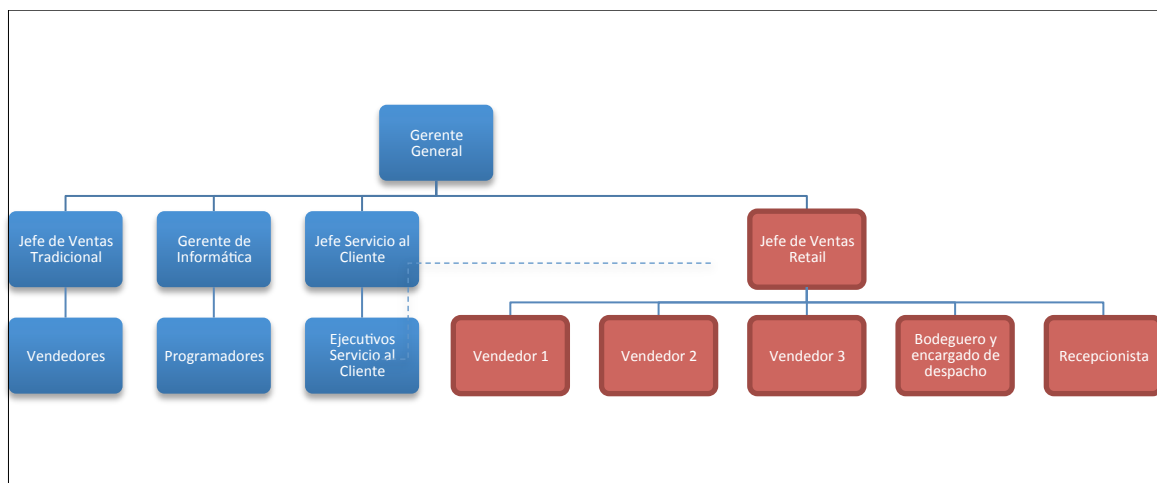 Gerente
General
Jefe de Ventas
Tradicional
Gerente de
Informática
Jefe Servicio al
Cliente
Jefe de Ventas
Retail
Vendedores
Programadores
Ejecutivos
Servicio al
Cliente
Vendedor 1
Vendedor 2
Vendedor 3
Bodeguero y
encargado de
despacho
Recepcionista